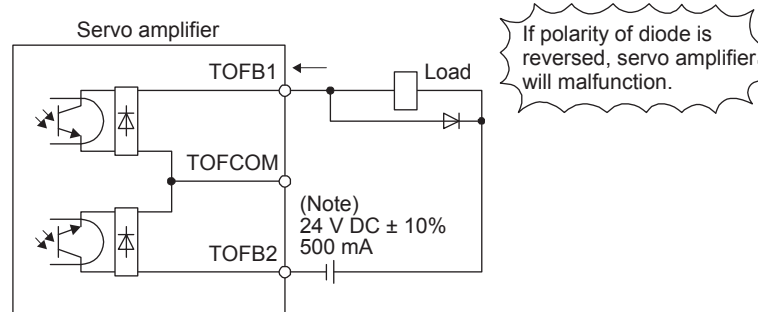 Servo amplifier
TOFB1
Load
If polarity of diode is
reversed, servo amplifier
will malfunction.
TOFCOM
(Note)
24 V DC ± 10%
500 mA
TOFB2